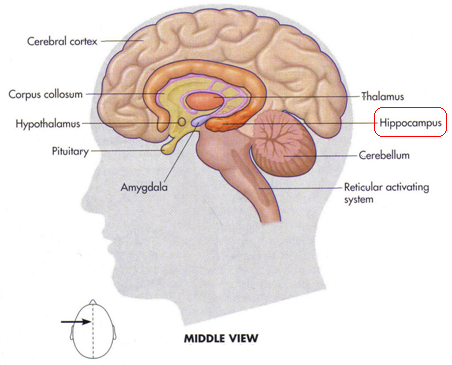 Cerebral cortex
Corpus collosum
Hypothalamus
Pituitary
Amygdala
Thalamus
Hippocampus
Cerebellum
Reticular activating
system
MIDDLE VIEW